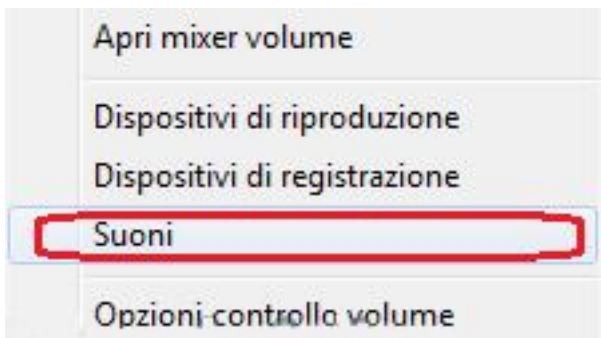 Apri mixer volume
Dispositivi di riproduzione
Dispositivi di registrazione
Suoni
Opzioni controllo volume